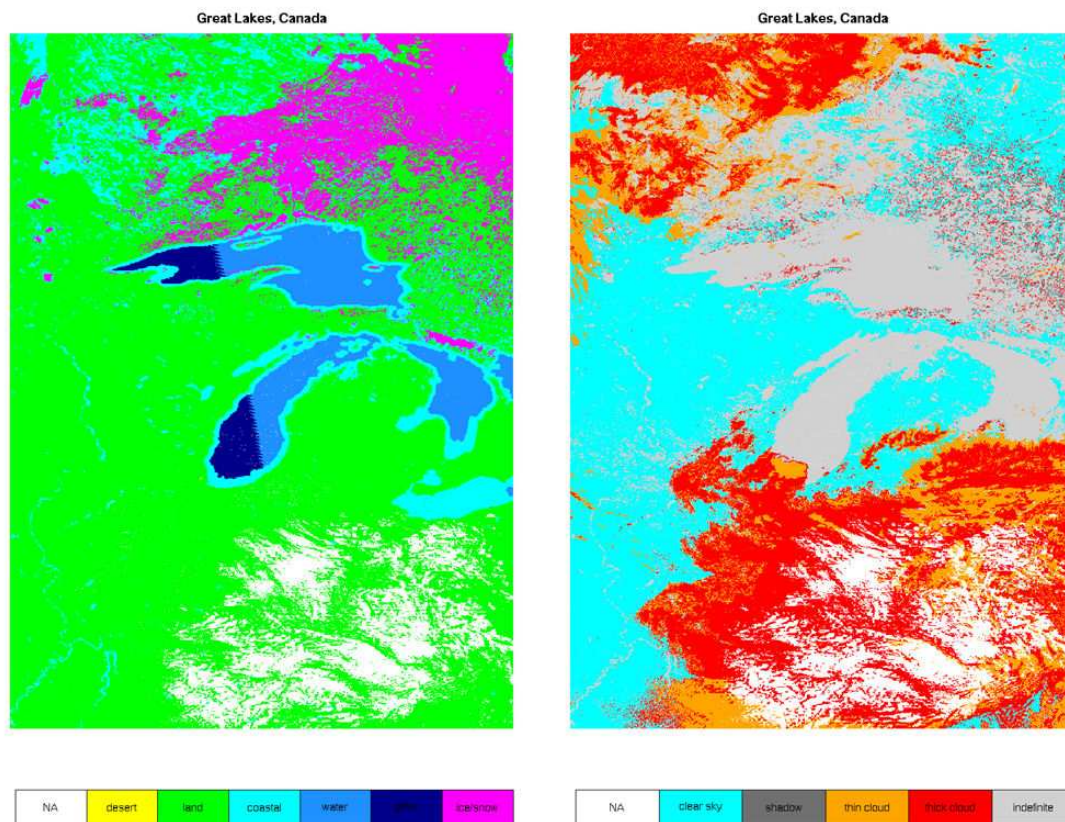 Great Lakes, Canada
Great Lakes, Canada
NA desert land coastal water ice/snow
NA clear sky shadow thin cloud thick cloud indefinite